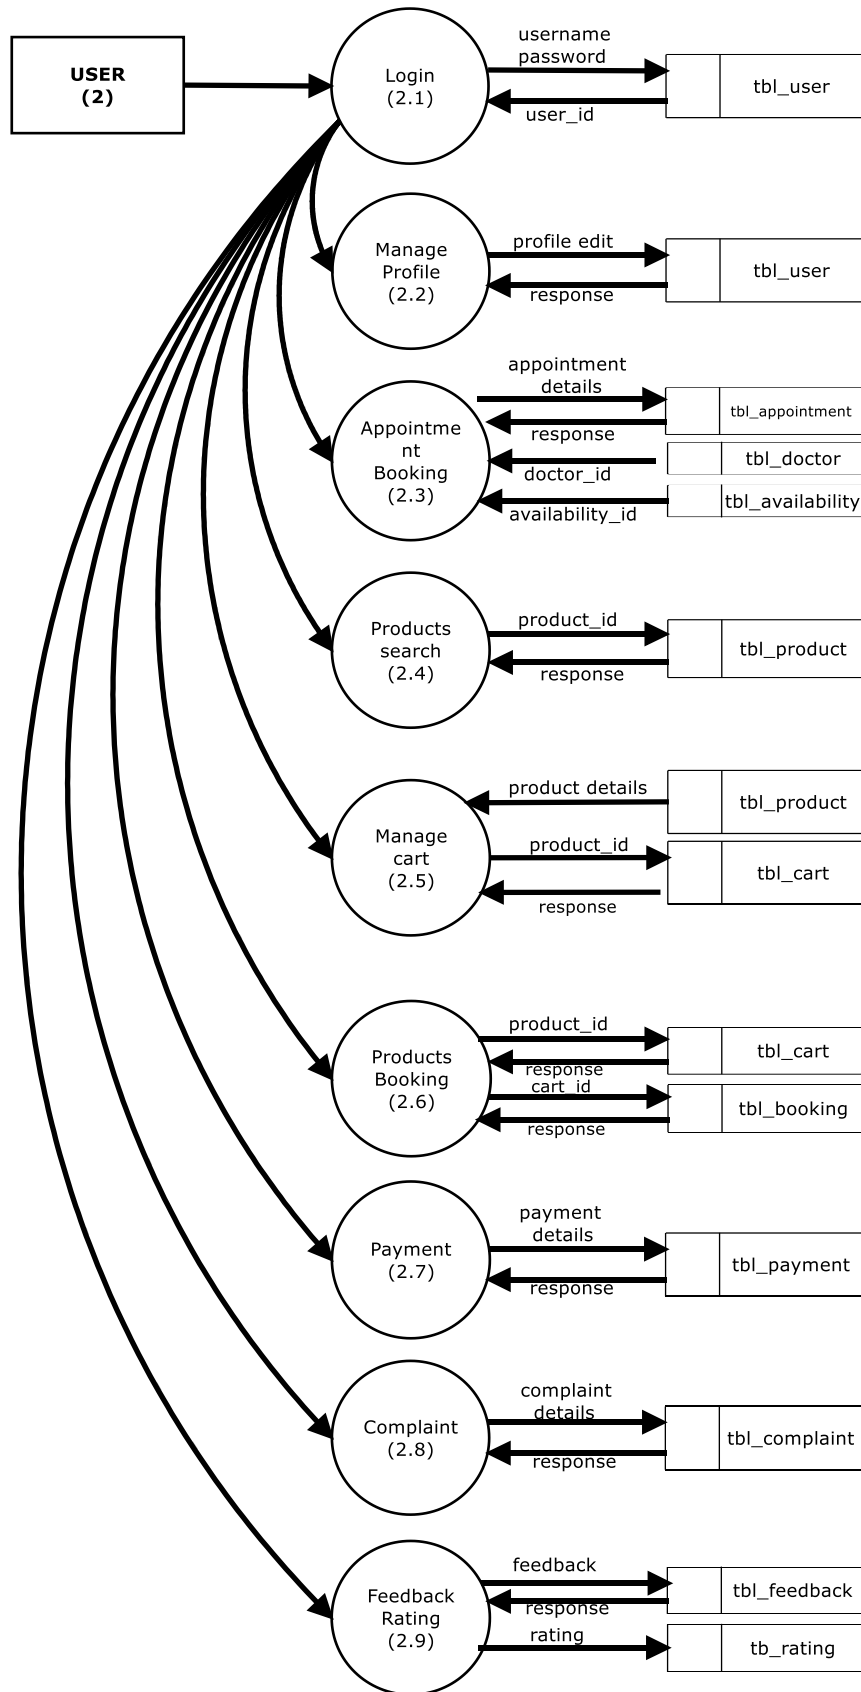 USER
(2)
Login
(2.1)
username
password
user_id
tbl_user
Manage
Profile
(2.2)
profile edit
response
tbl_user
Appointme
nt
Booking
(2.3)
appointment
details
response
doctor_id
availability_id
tbl_appointment
tbl_doctor
tbl_availability
Products
search
(2.4)
product_id
response
tbl_product
Manage
cart
(2.5)
product details
product_id
response
tbl_product
tbl_cart
Products
Booking
(2.6)
product_id
response
cart_id
response
tbl_cart
tbl_booking
Payment
(2.7)
payment
details
response
tbl_payment
Complaint
(2.8)
complaint
details
response
tbl_complaint
Feedback
Rating
(2.9)
feedback
response
rating
tbl_feedback
tb_rating